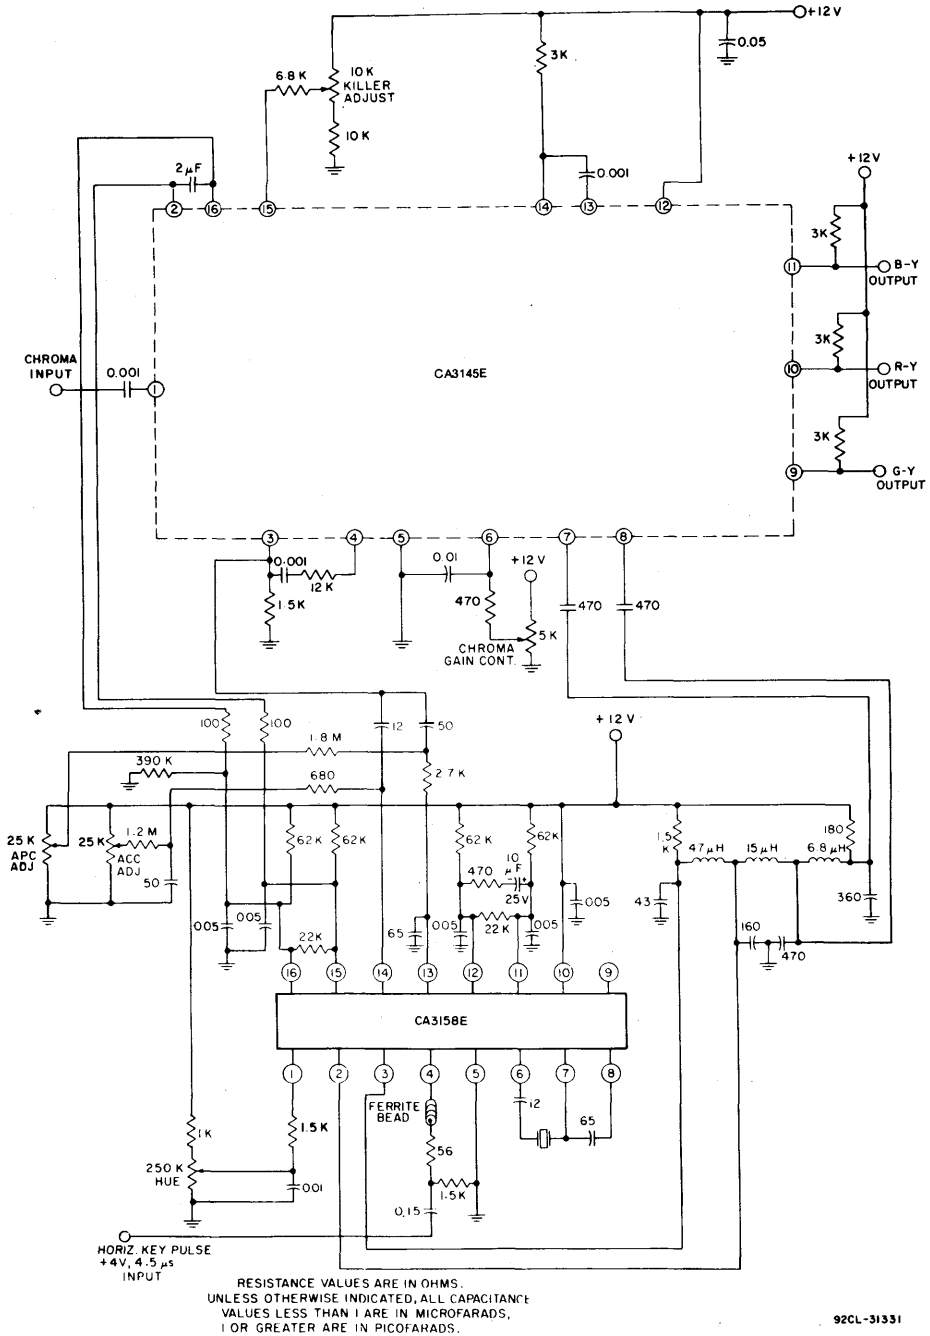 +12V
0.05
3K
6.8K
10K
KILLER
ADJUST
10K
2µF
0.001
+12V
2
16
15
14
13
12
3K
11
B-Y
OUTPUT
3K
CHROMA
INPUT
0.001
1
CA3145E
10
R-Y
OUTPUT
3K
9
G-Y
OUTPUT
3
4
5
6
7
8
0.001
12K
0.01
+12V
1.5K
470
470
470
5K
CHROMA
GAIN CONT.
100
100
12
50
+12V
1.8M
390K
680
2.7K
25K
APC
ADJ
25K
ACC
ADJ
1.2M
62K
62K
62K
62K
1.5
K
47µH
15µH
6.8µH
180
50
470
10
µ
F
25V
.005
43
360
.005
.005
22K
65
.005
22K
.005
160
470
16
15
14
13
12
11
10
9
CA3158E
1
2
3
4
5
6
7
8
FERRITE
BEAD
12
65
1K
1.5K
56
250K
HUE
.001
1.5K
0.15
HORIZ. KEY PULSE
+4V, 4.5µs
INPUT
RESISTANCE VALUES ARE IN OHMS.
UNLESS OTHERWISE INDICATED, ALL CAPACITANCE
VALUES LESS THAN 1 ARE IN MICROFARADS,
1 OR GREATER ARE IN PICOFARADS.
92CL-31331